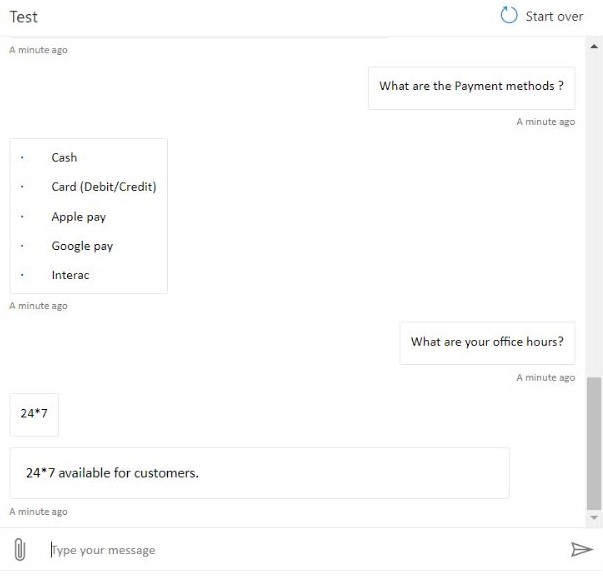 Test
Start over
A minute ago
What are the Payment methods ?
A minute ago
· Cash
· Card (Debit/Credit)
· Apple pay
· Google pay
· Interac
A minute ago
What are your office hours?
A minute ago
24*7
24*7 available for customers.
A minute ago
Type your message